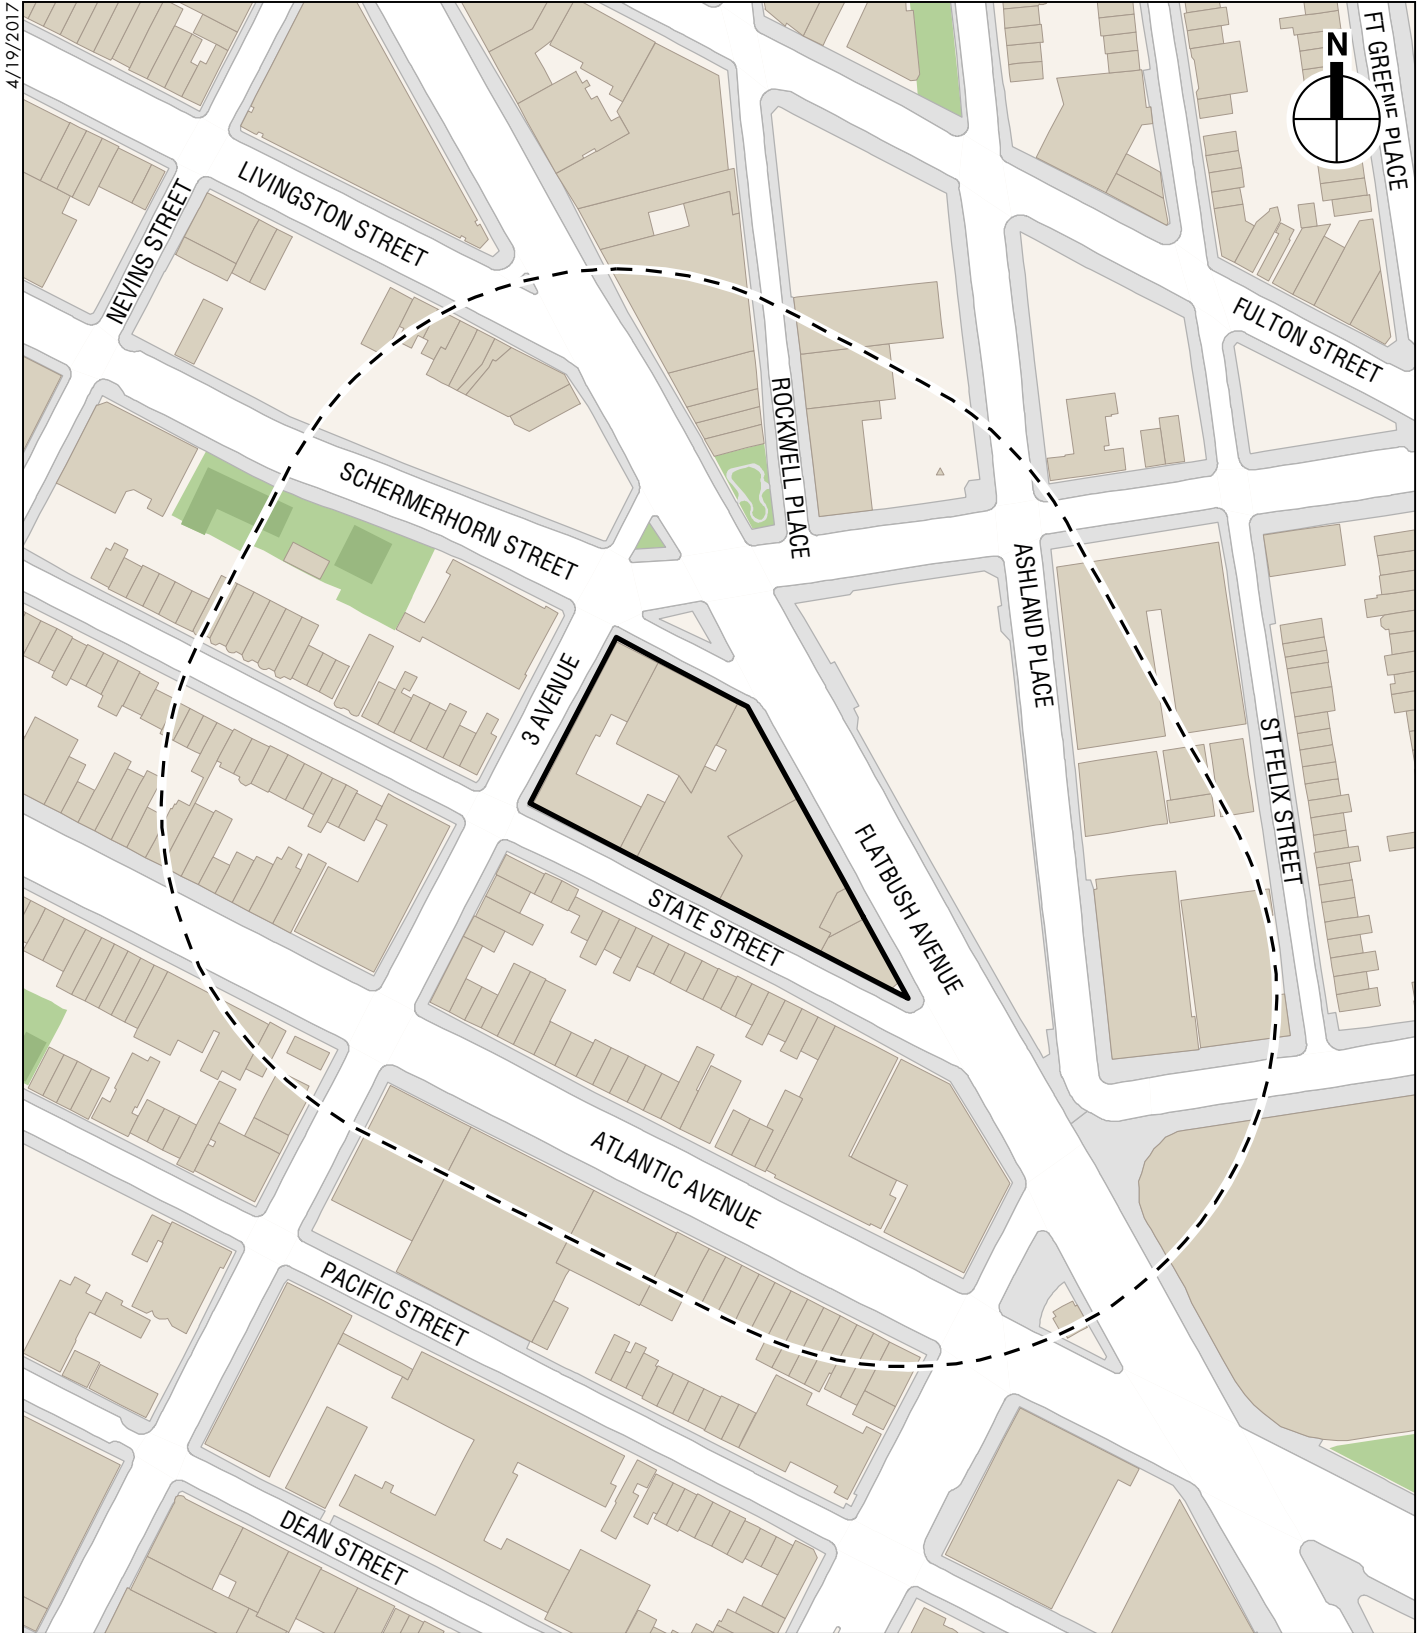 4/19/2017
N
FT GREENE PLACE
LIVINGSTON STREET
NEVINS STREET
FULTON STREET
ROCKWELL PLACE
SCHERMERHORN STREET
ASHLAND PLACE
3 AVENUE
ST FELIX STREET
FLATBUSH AVENUE
STATE STREET
ATLANTIC AVENUE
PACIFIC STREET
DEAN STREET